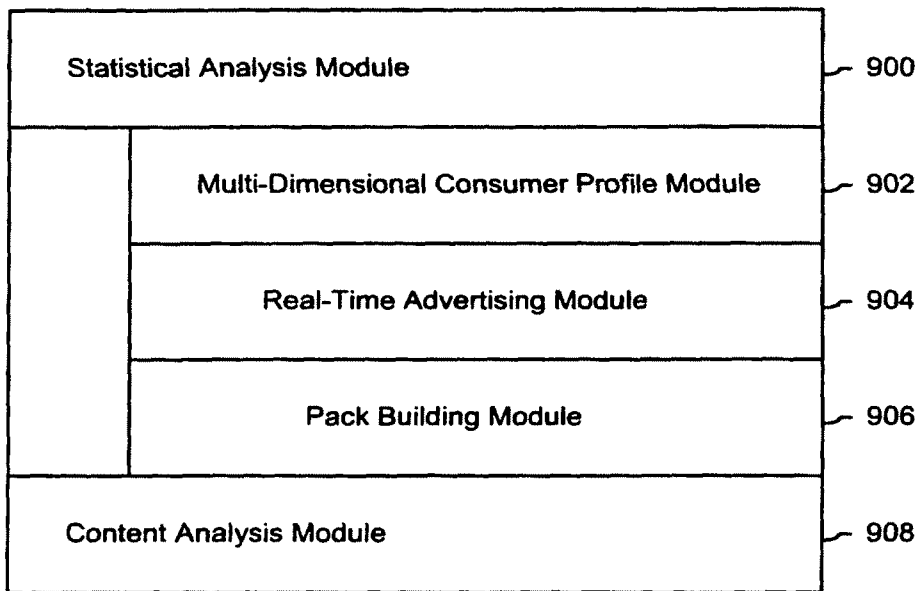 Statistical Analysis Module 900
Multi-Dimensional Consumer Profile Module 902
Real-Time Advertising Module 904
Pack Building Module 906
Content Analysis Module 908